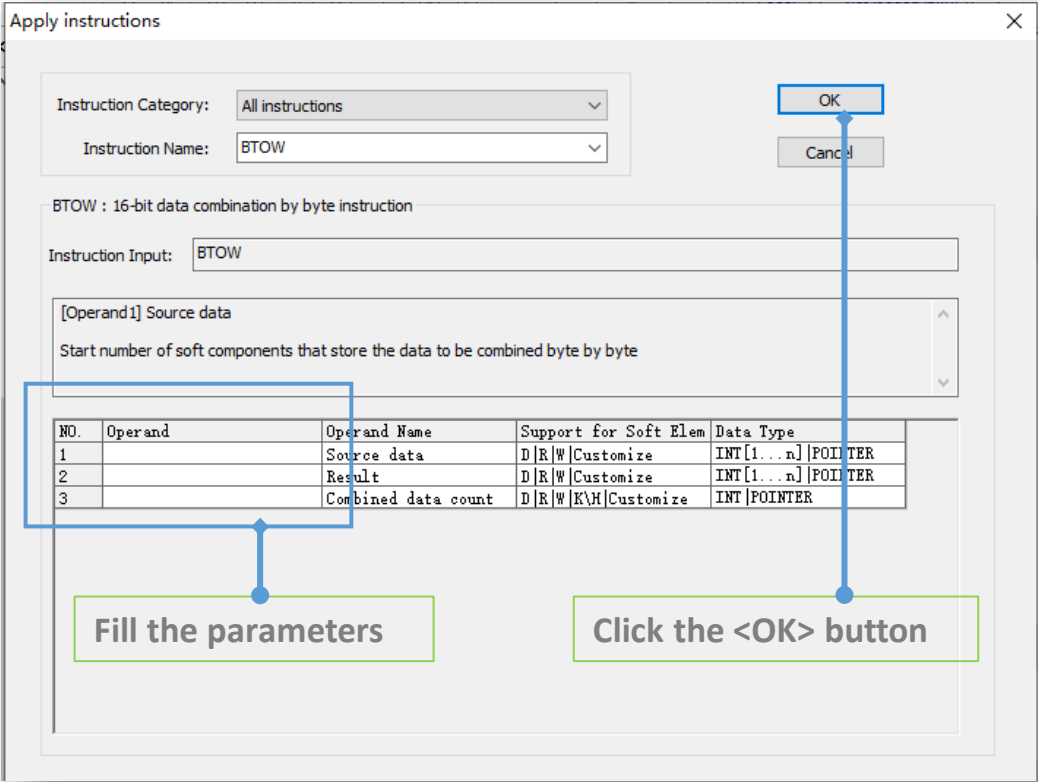 Apply instructions
Instruction Category: All instructions
OK
Instruction Name: BTOW
Cancel
BTOW : 16-bit data combination by byte instruction
Instruction Input: BTOW
[Operand1] Source data
Start number of soft components that store the data to be combined byte by byte
NO. Operand Operand Name Support for Soft Elem Data Type
1 Source data D|R|W|Customize INT[1...n]|POINTER
2 Result D|R|W|Customize INT[1...n]|POINTER
3 Combined data count D|R|W|K\H|Customize INT|POINTER
Fill the parameters
Click the <OK> button